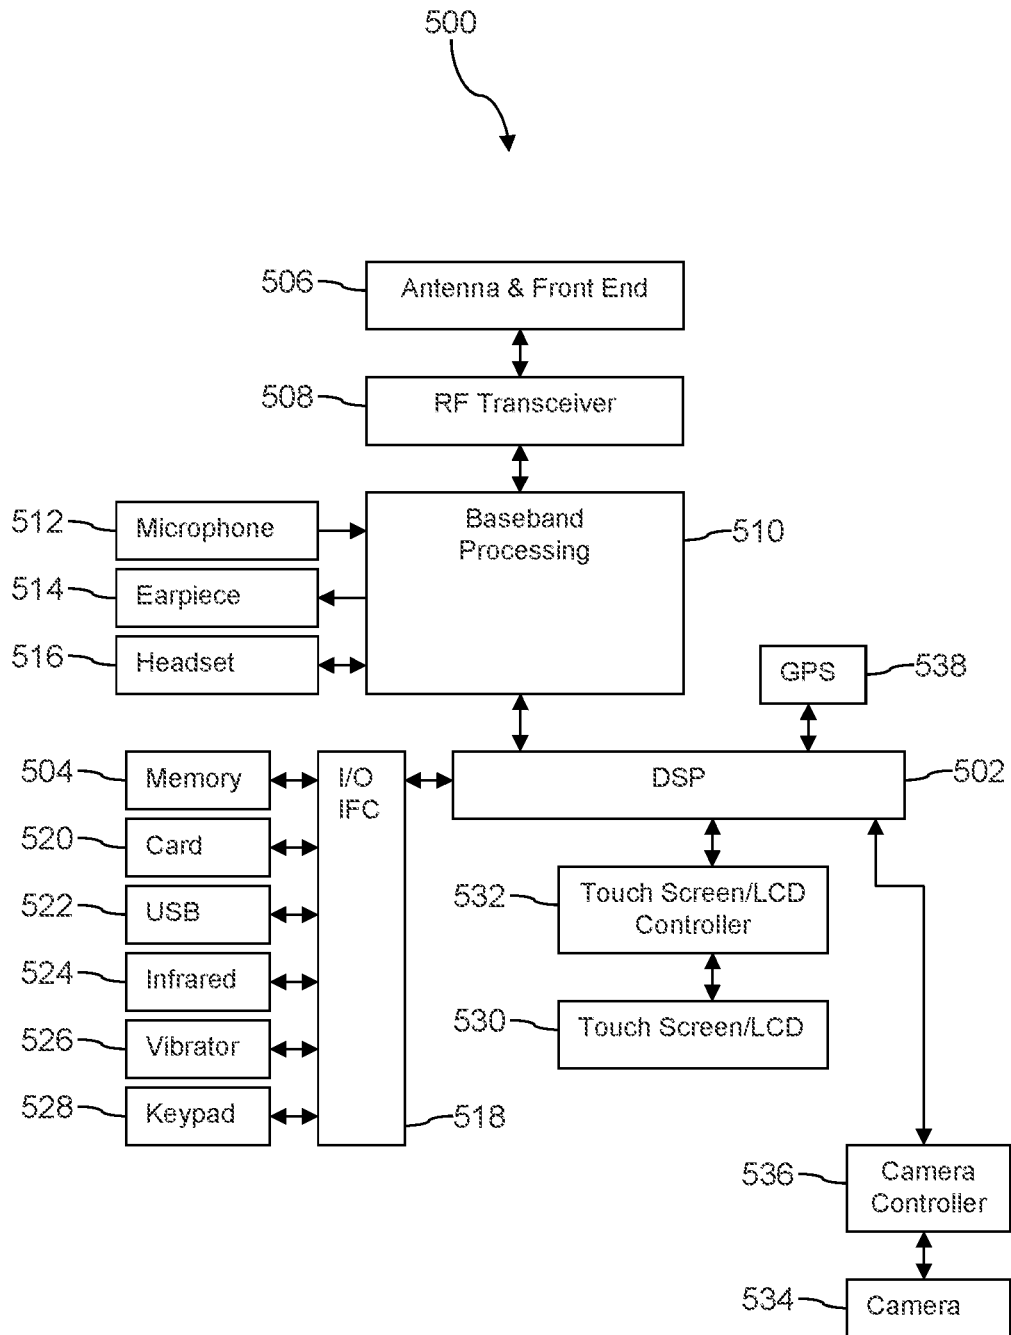 500
506
Antenna & Front End
508
RF Transceiver
512
Microphone
Baseband
Processing
510
514
Earpiece
516
Headset
GPS
538
504
Memory
I/O
IFC
DSP
502
520
Card
522
USB
532
Touch Screen/LCD
Controller
524
Infrared
530
Touch Screen/LCD
526
Vibrator
528
Keypad
518
536
Camera
Controller
534
Camera